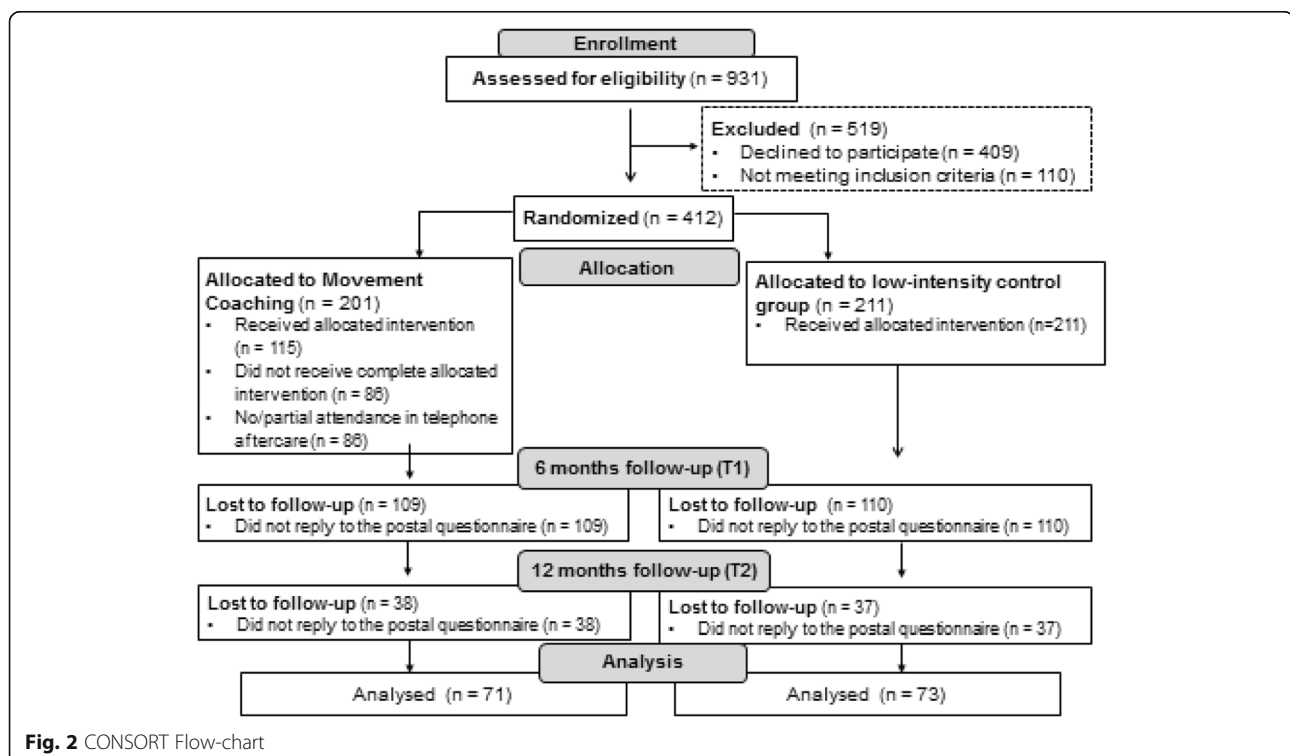 Enrollment
Assessed for eligibility (n = 931)
Excluded (n = 519)
• Declined to participate (n = 409)
• Not meeting inclusion criteria (n = 110)
Randomized (n = 412)
Allocation
Allocated to Movement
Coaching (n = 201)
• Received allocated intervention
(n = 115)
• Did not receive complete allocated
intervention (n = 86)
• No/partial attendance in telephone
aftercare (n = 86)
Allocated to low-intensity control
group (n = 211)
• Received allocated intervention (n=211)
6 months follow-up (T1)
Lost to follow-up (n = 109)
• Did not reply to the postal questionnaire (n = 109)
Lost to follow-up (n = 110)
• Did not reply to the postal questionnaire (n = 110)
12 months follow-up (T2)
Lost to follow-up (n = 38)
• Did not reply to the postal questionnaire (n = 38)
Lost to follow-up (n = 37)
• Did not reply to the postal questionnaire (n = 37)
Analysis
Analysed (n = 71)
Analysed (n = 73)
Fig. 2 CONSORT Flow-chart